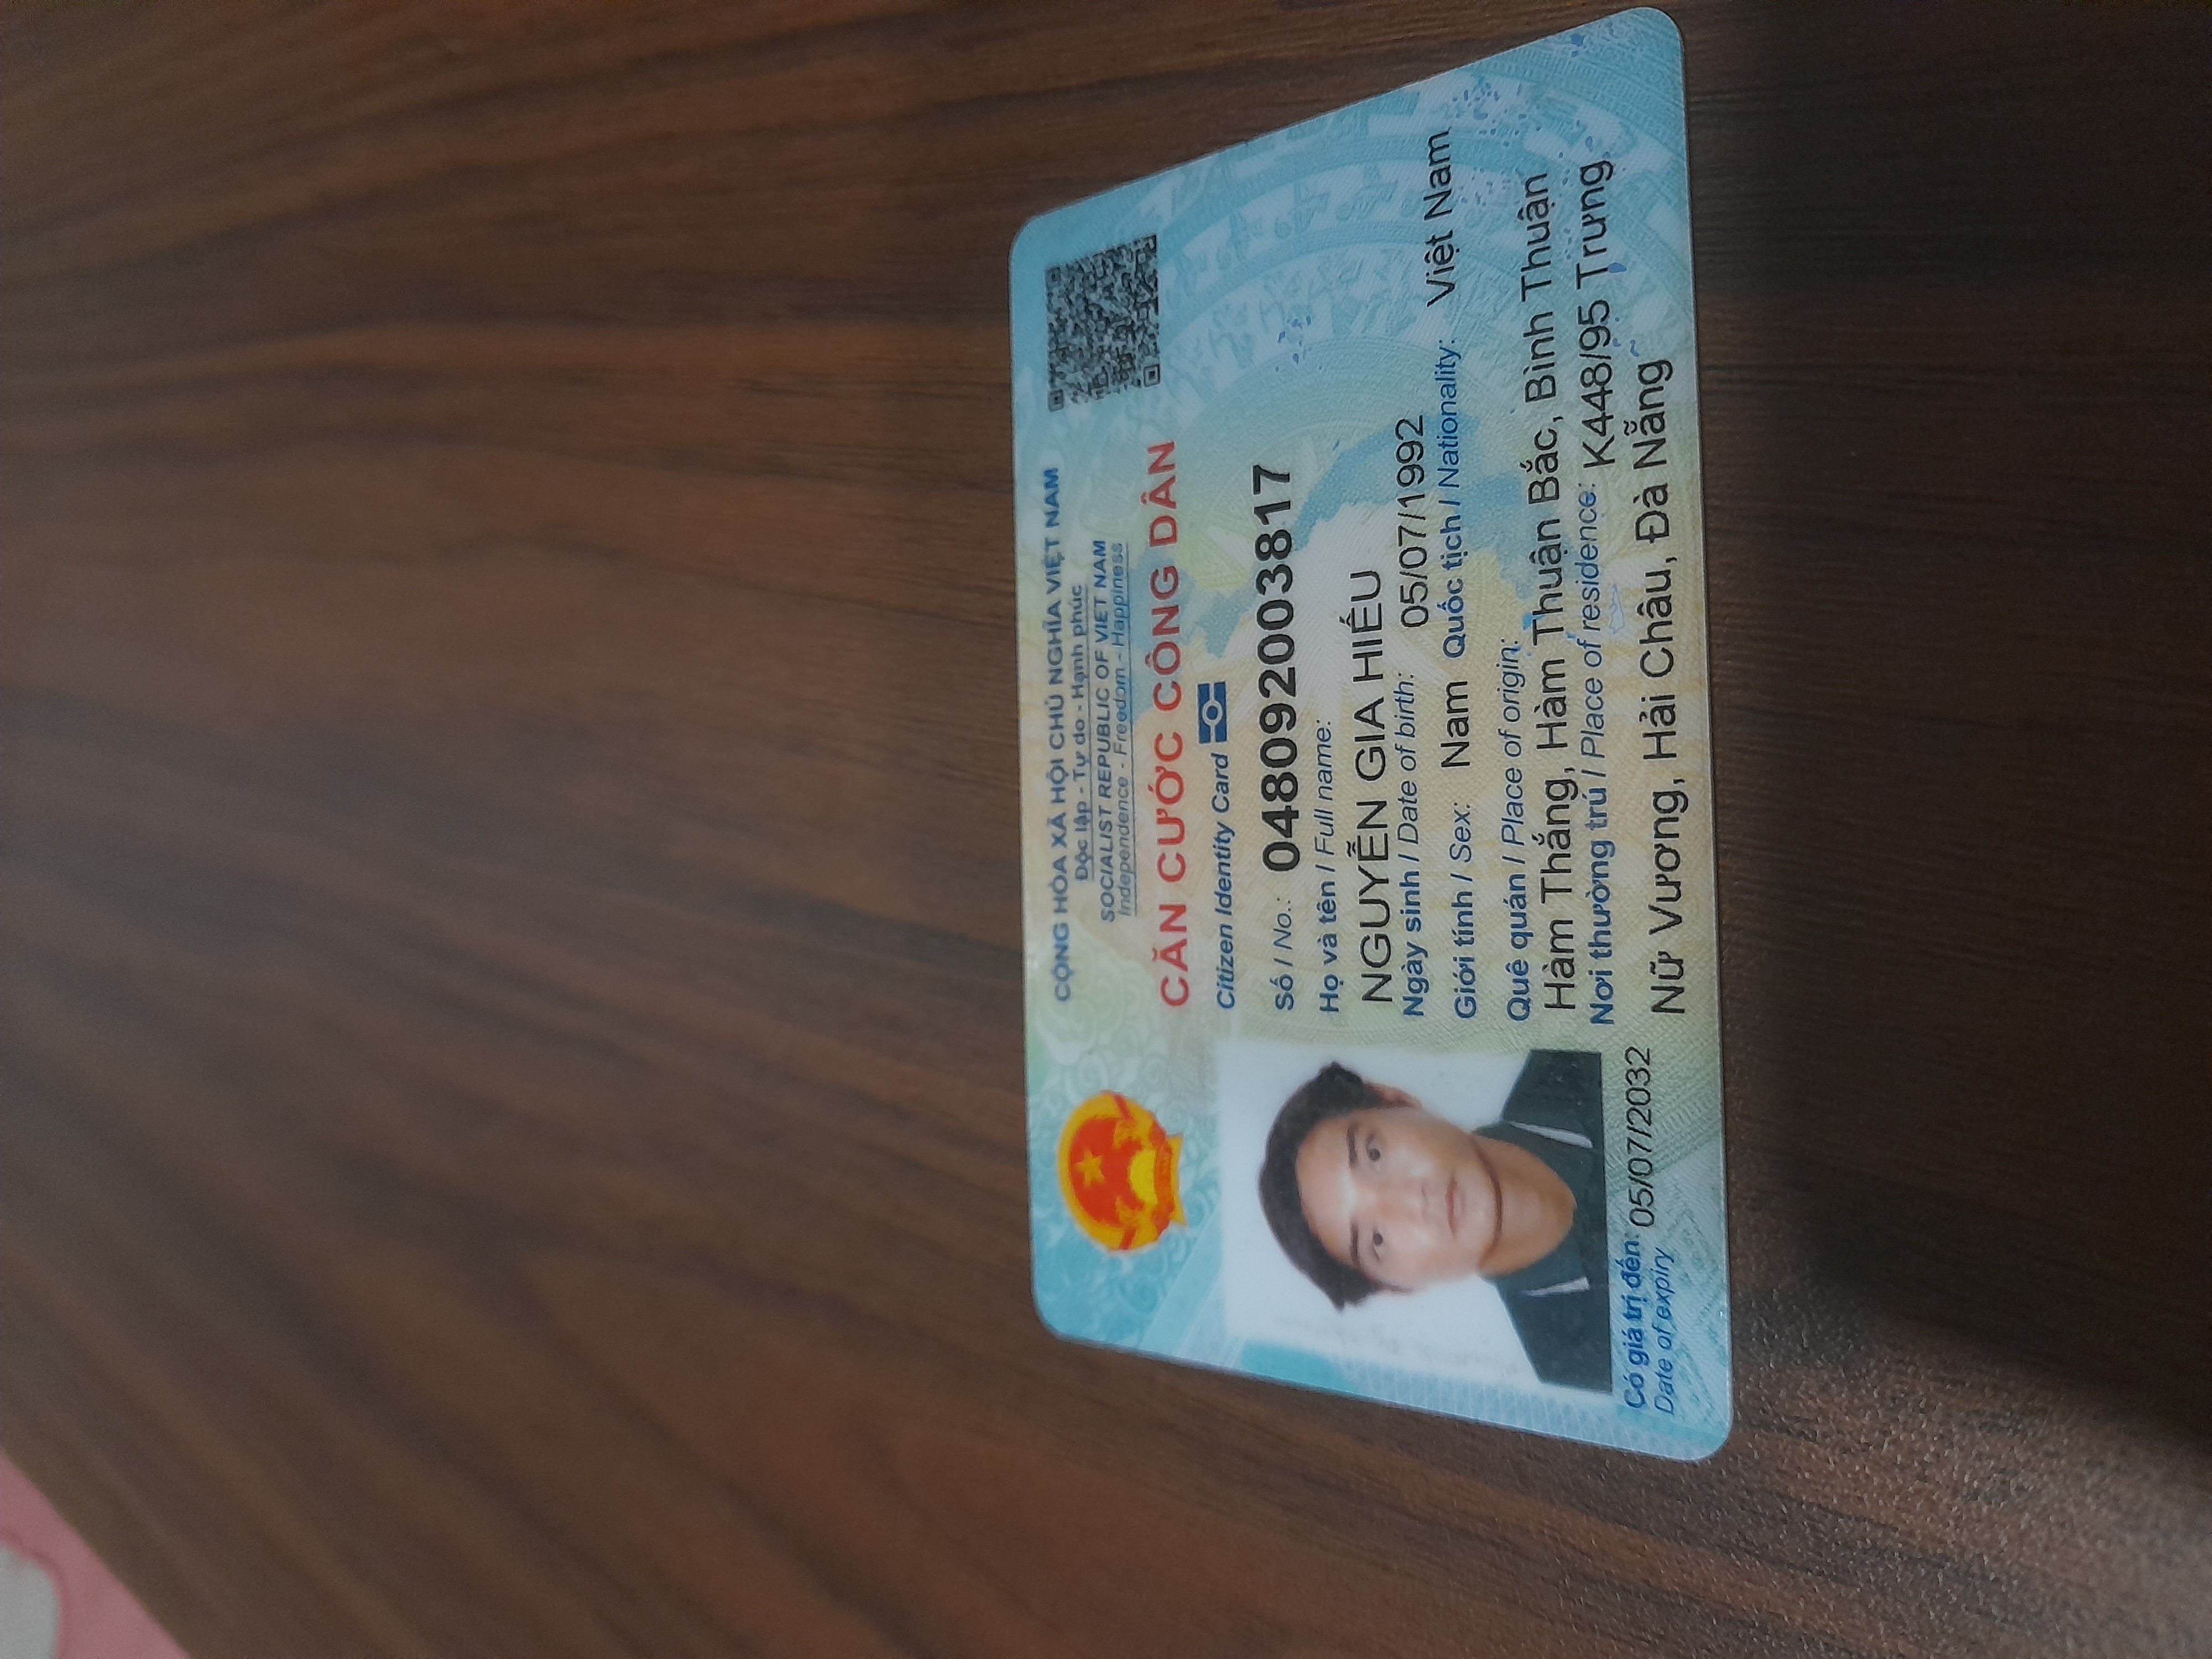 CỘNG HÒA XÃ HỘI CHỦ NGHĨA VIỆT NAM
Độc lập - Tự do - Hạnh phúc
SOCIALIST REPUBLIC OF VIET NAM
Independence - Freedom - Happiness
CĂN CƯỚC CÔNG DÂN
Citizen Identity Card
Số / No.: 048092003817
Họ và tên / Full name:
NGUYỄN GIA HIẾU
Ngày sinh / Date of birth: 05/07/1992
Giới tính / Sex: Nam Quốc tịch / Nationality: Việt Nam
Quê quán / Place of origin:
Hàm Thắng, Hàm Thuận Bắc, Bình Thuận
Nơi thường trú / Place of residence: K448/95 Trưng
Nữ Vương, Hải Châu, Đà Nẵng
Có giá trị đến: 05/07/2032
Date of expiry